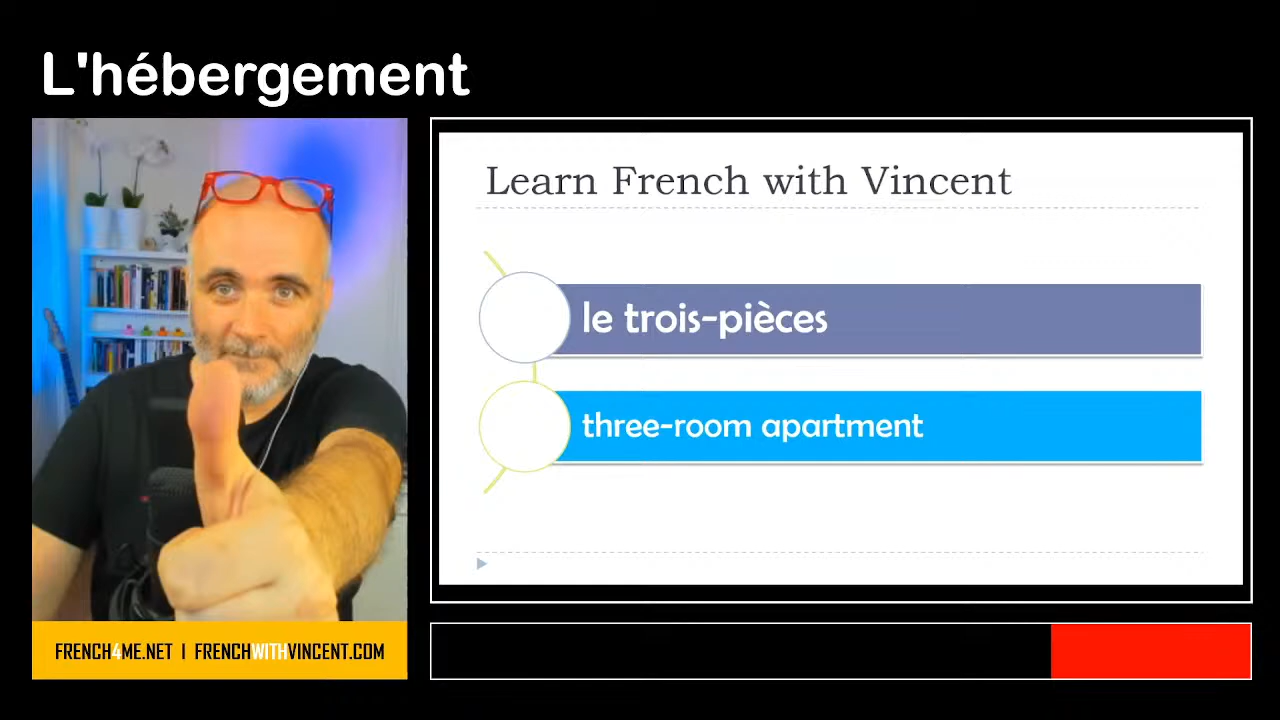 L'hébergement
Learn French with Vincent
le trois-pièces
three-room apartment
FRENCH4ME.NET | FRENCHWITHVINCENT.COM